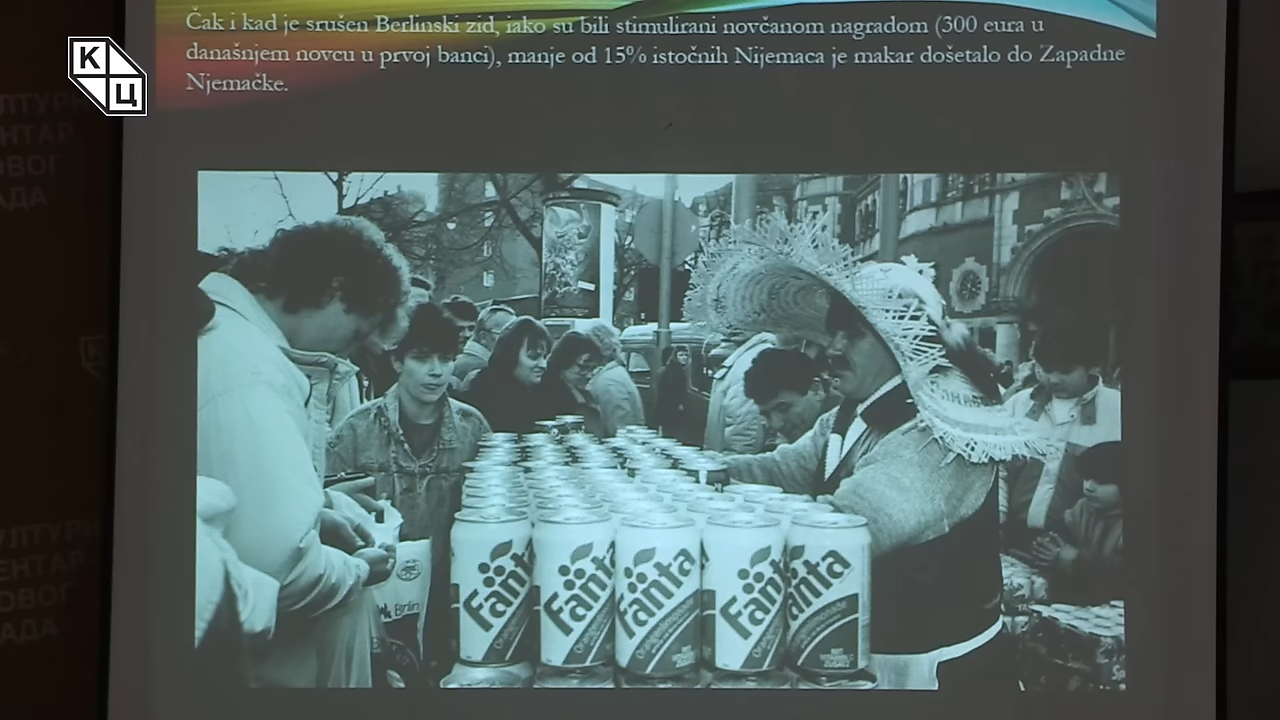 Čak i kad je srušen Berlinski zid, iako su bili stimulirani novčanom nagradom (300 eura u
današnjem novcu u prvoj banci), manje od 15% istočnih Nijemaca je makar došetalo do Zapadne
Njemačke.
К
Ц
Fanta
Fanta
Fanta
Fanta
Fanta
Berlin